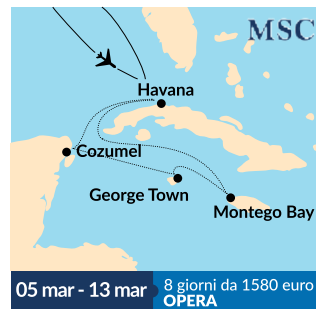 MSC
Havana
Cozumel
George Town
Montego Bay
05 mar - 13 mar
8 giorni da 1580 euro
OPERA